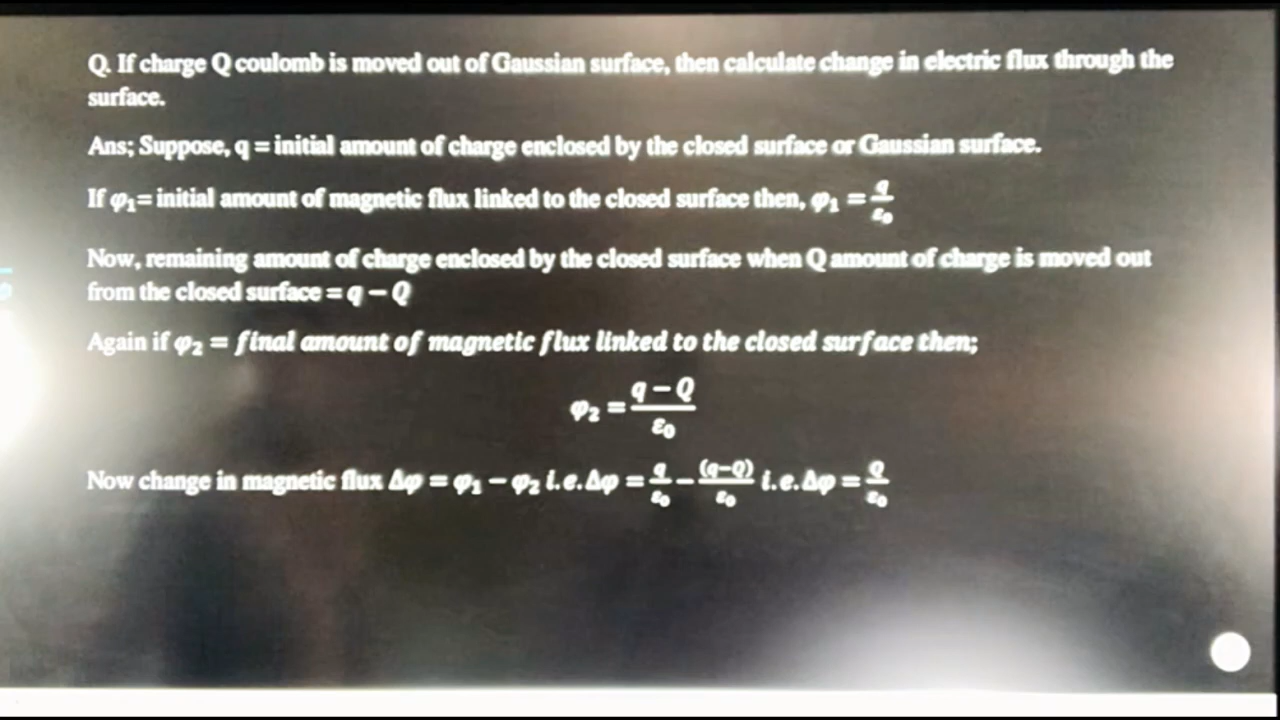 Q. If charge Q coulomb is moved out of Gaussian surface, then calculate change in electric flux through the
surface.
Ans; Suppose, q = initial amount of charge enclosed by the closed surface or Gaussian surface.
If φ₁= initial amount of magnetic flux linked to the closed surface then, φ₁ = q/ε₀
Now, remaining amount of charge enclosed by the closed surface when Q amount of charge is moved out
from the closed surface = q − Q
Again if φ₂ = final amount of magnetic flux linked to the closed surface then;
φ₂ = (q − Q)/ε₀
Now change in magnetic flux Δφ = φ₁ − φ₂ i.e. Δφ = q/ε₀ − (q−Q)/ε₀ i.e. Δφ = Q/ε₀